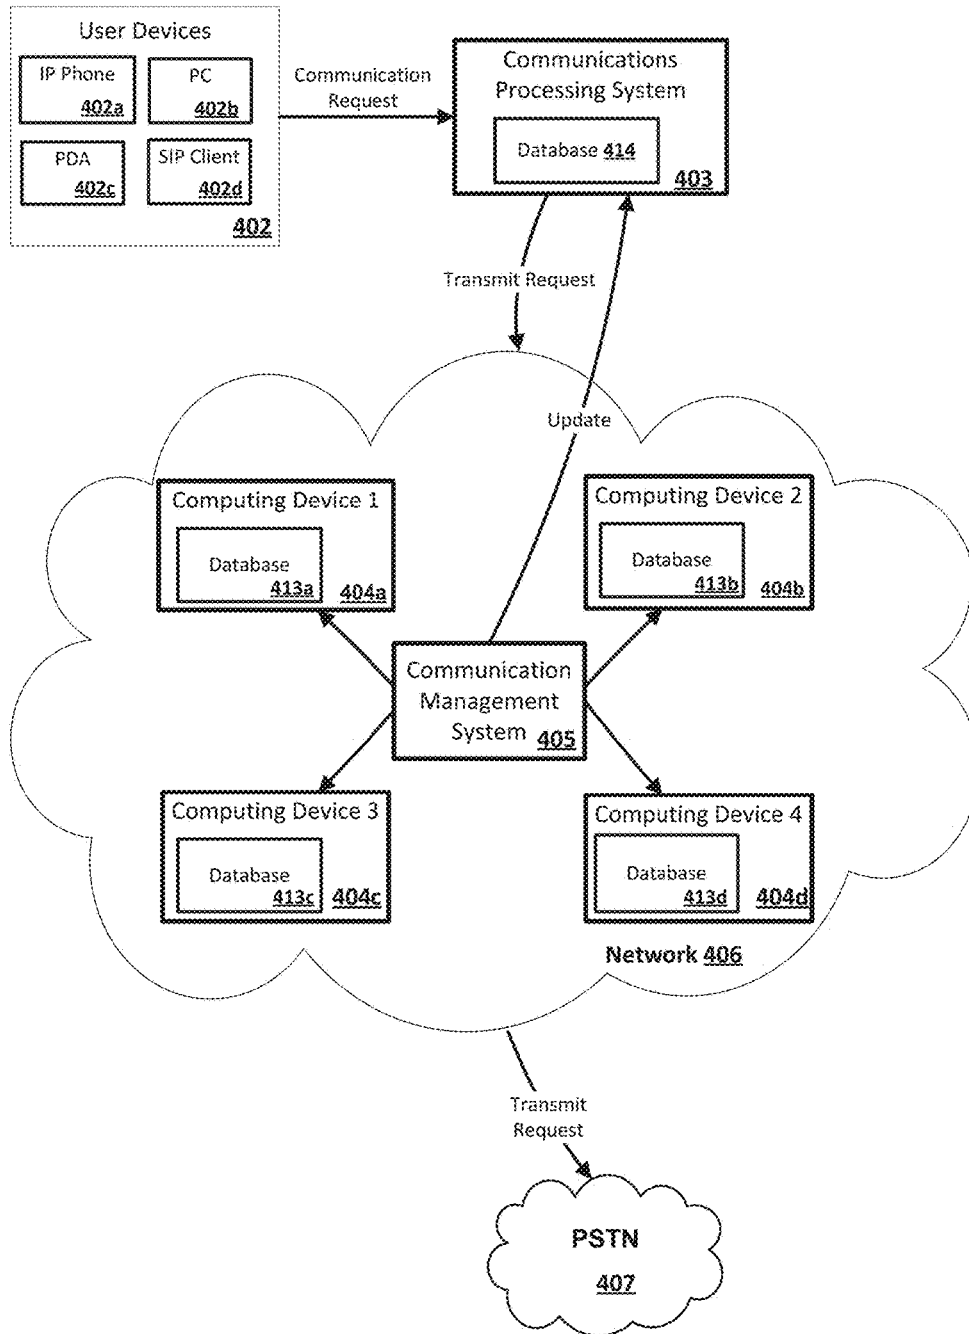 User Devices
IP Phone
402a
PC
402b
PDA
402c
SIP Client
402d
402
Communication
Request
Communications
Processing System
Database 414
403
Transmit Request
Update
Computing Device 1
Database
413a
404a
Computing Device 2
Database
413b
404b
Communication
Management
System
405
Computing Device 3
Database
413c
404c
Computing Device 4
Database
413d
404d
Network 406
Transmit
Request
PSTN
407